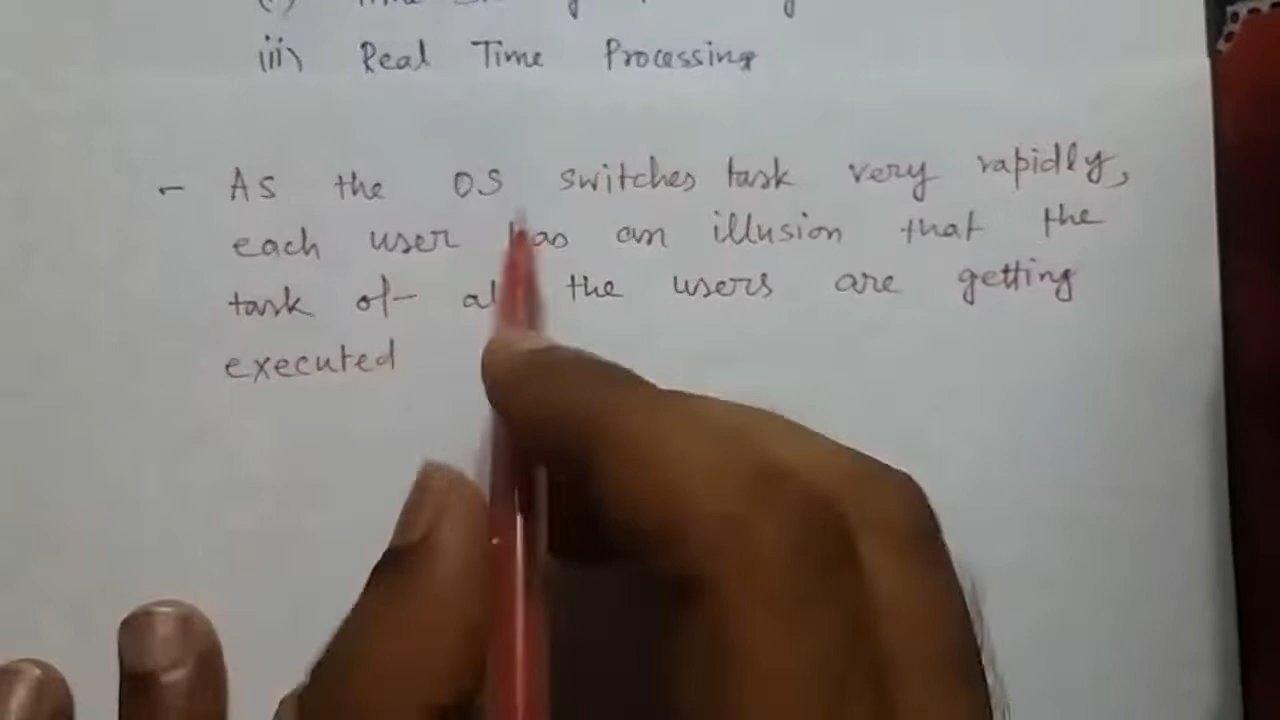 iii) Real Time Processing
- As the OS switches task very rapidly,
each user has an illusion that the
task of the users are getting
executed